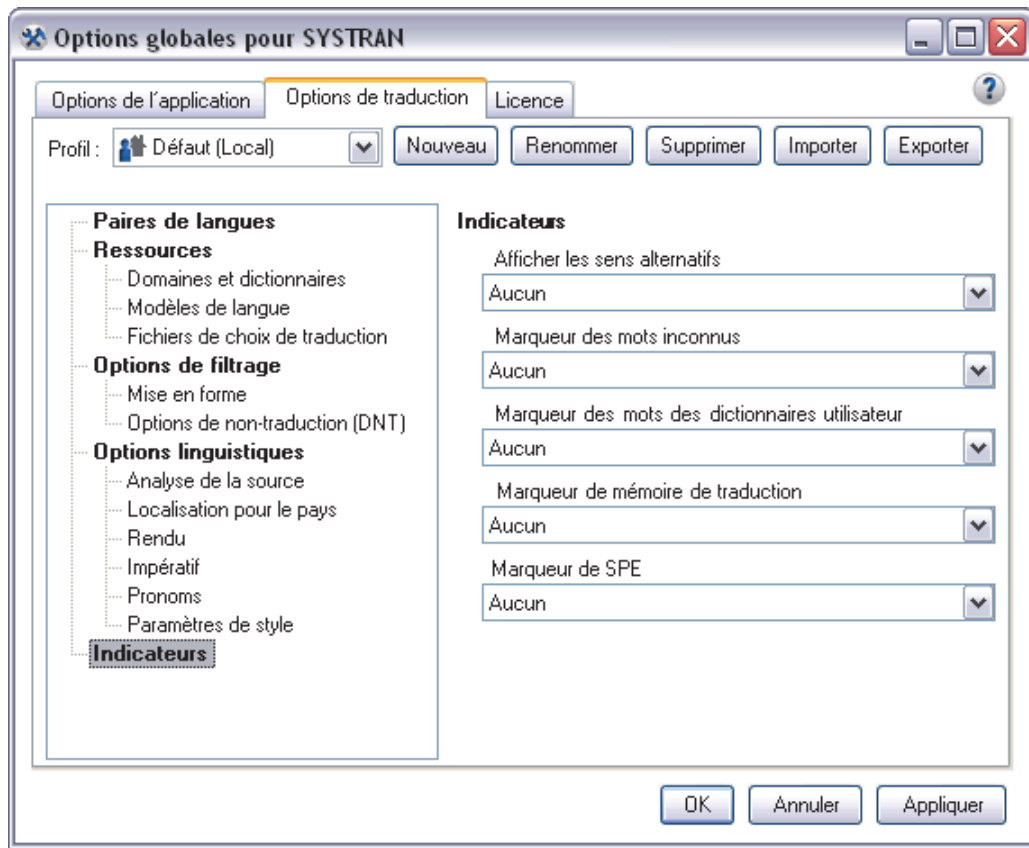 Options globales pour SYSTRAN
Options de l'application Options de traduction Licence
Profil : Défaut (Local) Nouveau Renommer Supprimer Importer Exporter
Paires de langues
Ressources
Domaines et dictionnaires
Modèles de langue
Fichiers de choix de traduction
Options de filtrage
Mise en forme
Options de non-traduction (DNT)
Options linguistiques
Analyse de la source
Localisation pour le pays
Rendu
Impératif
Pronoms
Paramètres de style
Indicateurs
Indicateurs
Afficher les sens alternatifs
Aucun
Marqueur des mots inconnus
Aucun
Marqueur des mots des dictionnaires utilisateur
Aucun
Marqueur de mémoire de traduction
Aucun
Marqueur de SPE
Aucun
OK Annuler Appliquer